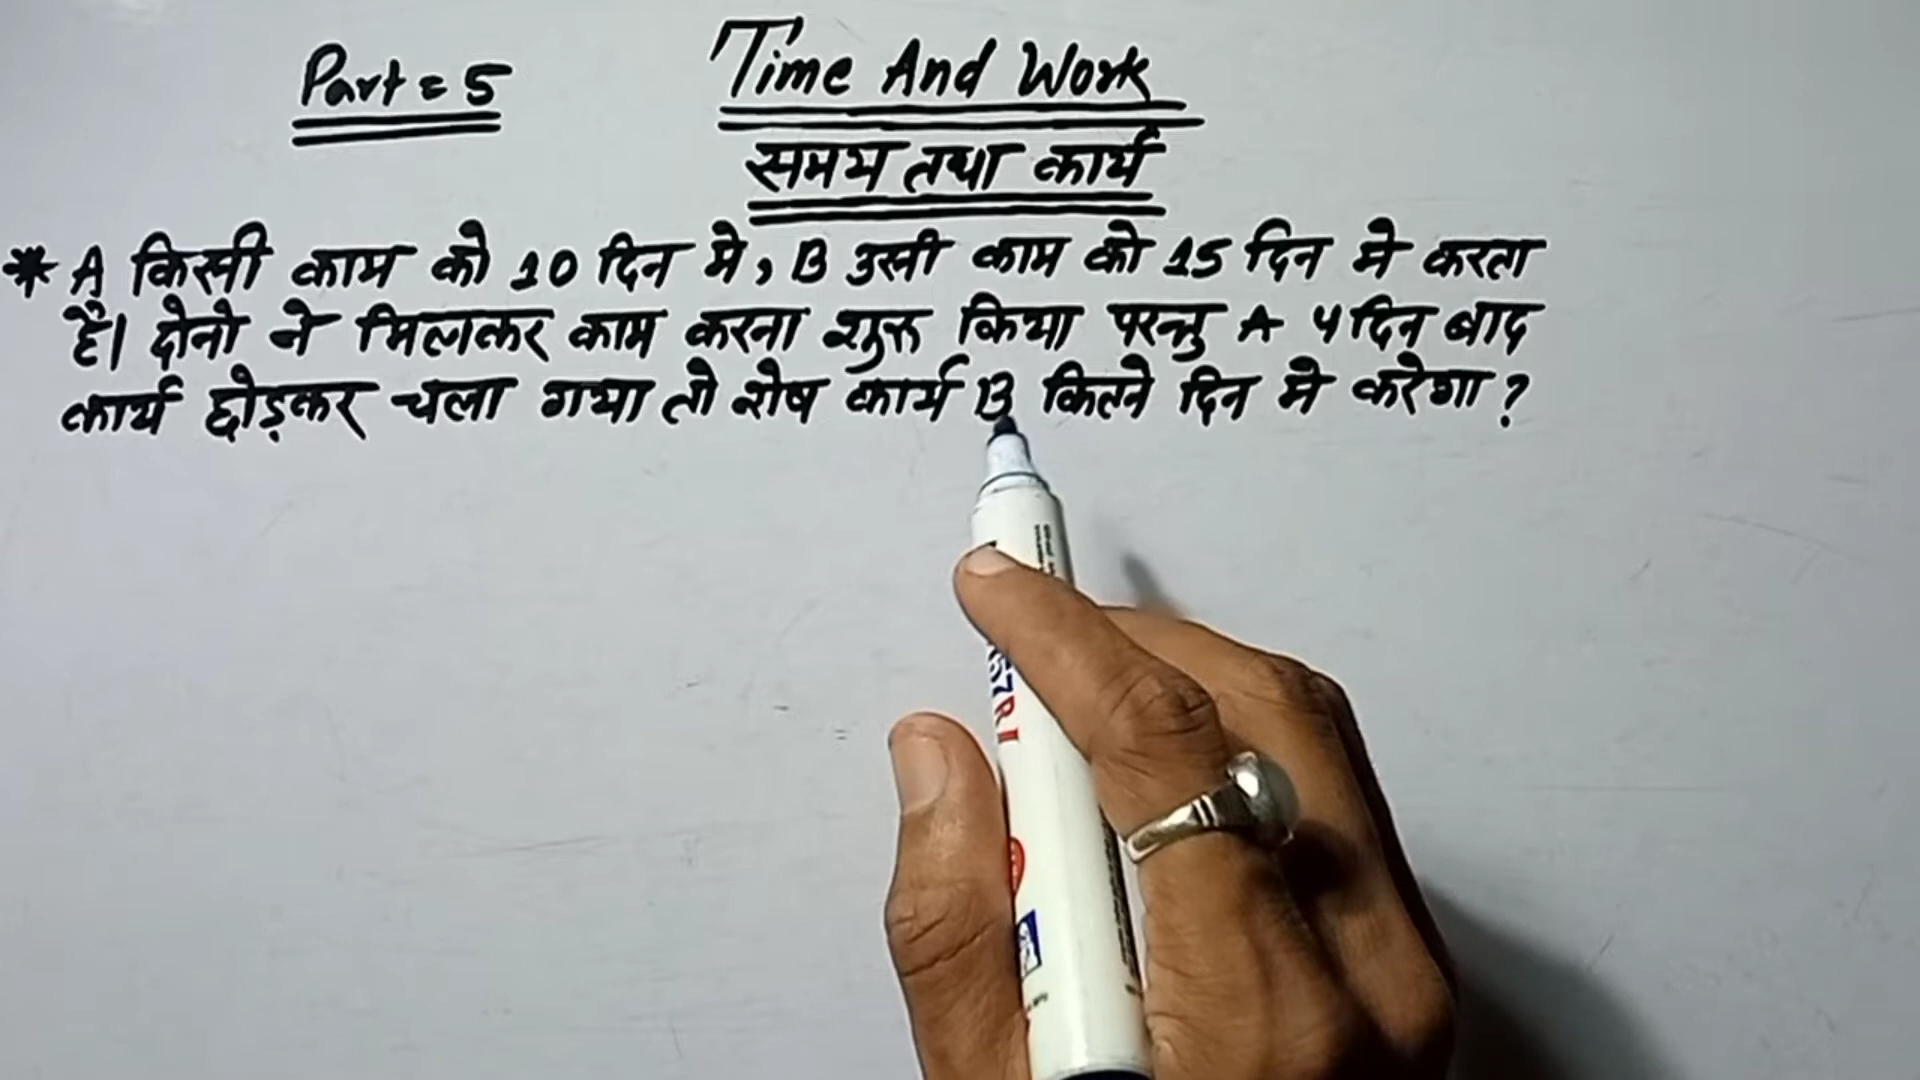 Part = 5
Time And Work
समय तथा कार्य
* A किसी काम को 10 दिन मे, B उसी काम को 15 दिन मे करता
है। दोनो ने मिलकर काम करना शुरू किया परन्तु A 4 दिन बाद
कार्य छोड़कर चला गया तो शेष कार्य B कितने दिन मे करेगा ?